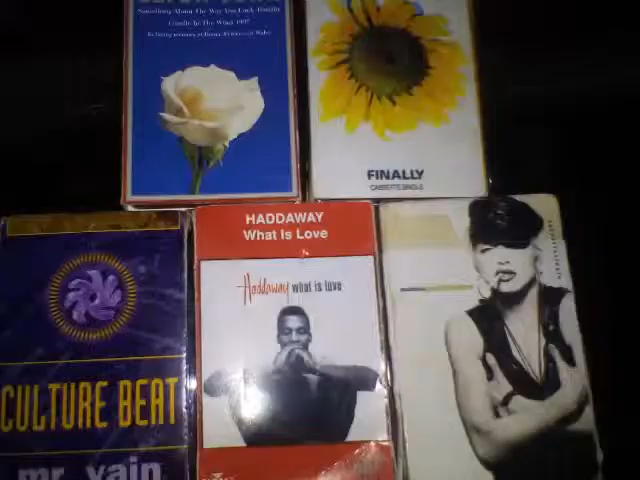 Something About The Way You Look Tonight
Candle In The Wind 1997
FINALLY
CASSETTE SINGLE
CULTURE BEAT
mr. vain
HADDAWAY
What Is Love
Haddaway what is love